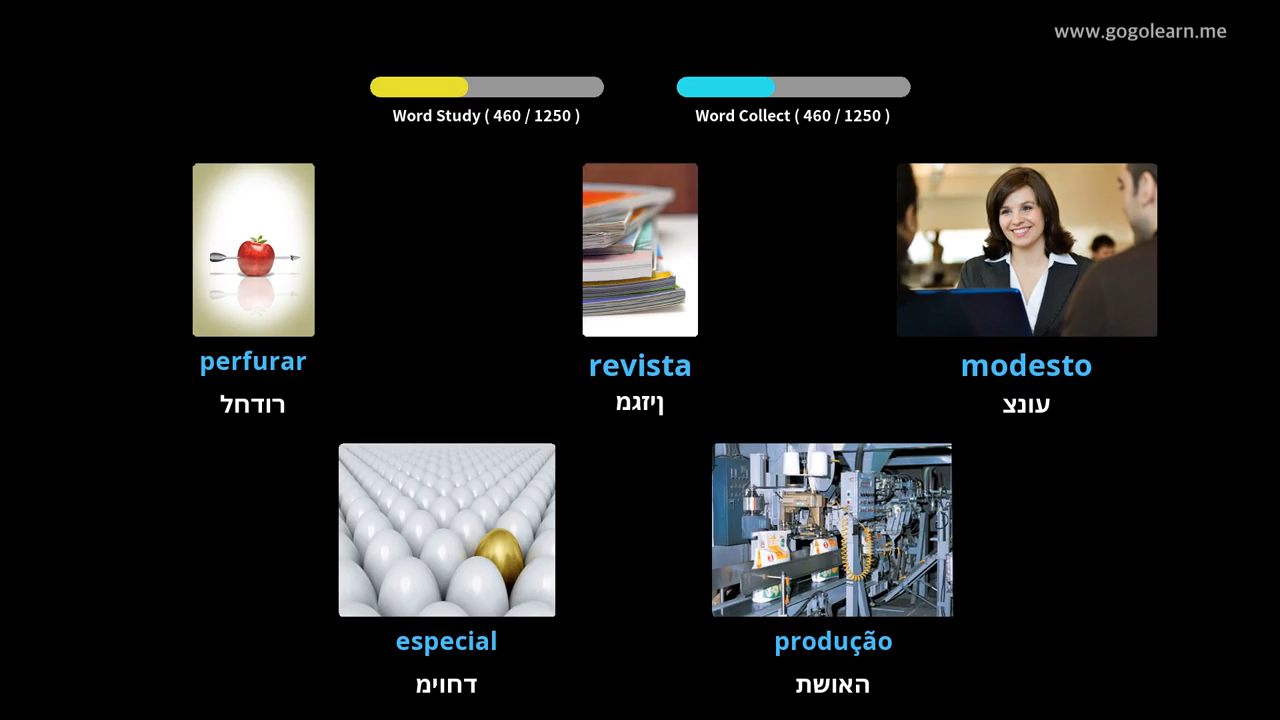 www.gogolearn.me
Word Study ( 460 / 1250 )
Word Collect ( 460 / 1250 )
perfurar
רודחל
revista
ןיזגמ
modesto
עונצ
especial
דחוימ
produção
האושת